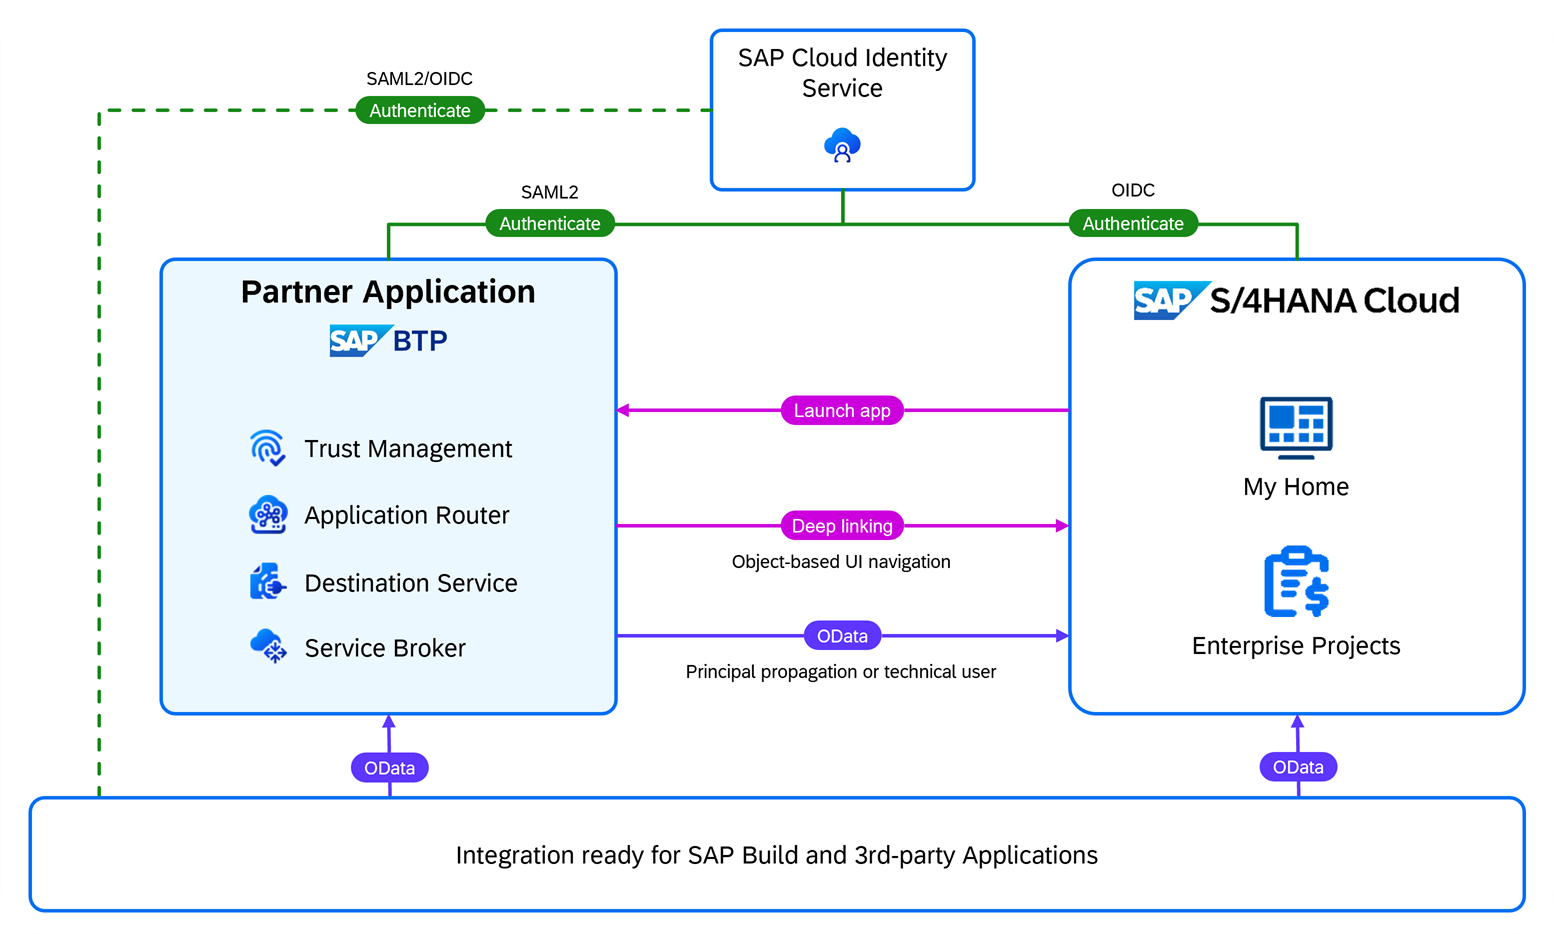 SAP Cloud Identity
Service
SAML2/OIDC
Authenticate
SAML2
Authenticate
OIDC
Authenticate
Partner Application
SAP BTP
Trust Management
Application Router
Destination Service
Service Broker
Launch app
Deep linking
Object-based UI navigation
OData
Principal propagation or technical user
SAP S/4HANA Cloud
My Home
Enterprise Projects
OData
OData
Integration ready for SAP Build and 3rd-party Applications